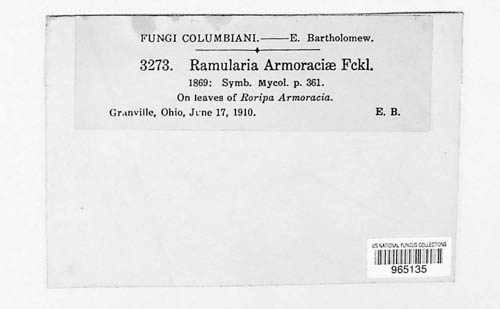 FUNGI COLUMBIANI.——E. Bartholomew.
3273. Ramularia Armoraciæ Fckl.
1869: Symb. Mycol. p. 361.
On leaves of Roripa Armoracia.
Granville, Ohio, June 17, 1910. E. B.
US NATIONAL FUNGUS COLLECTIONS
965135